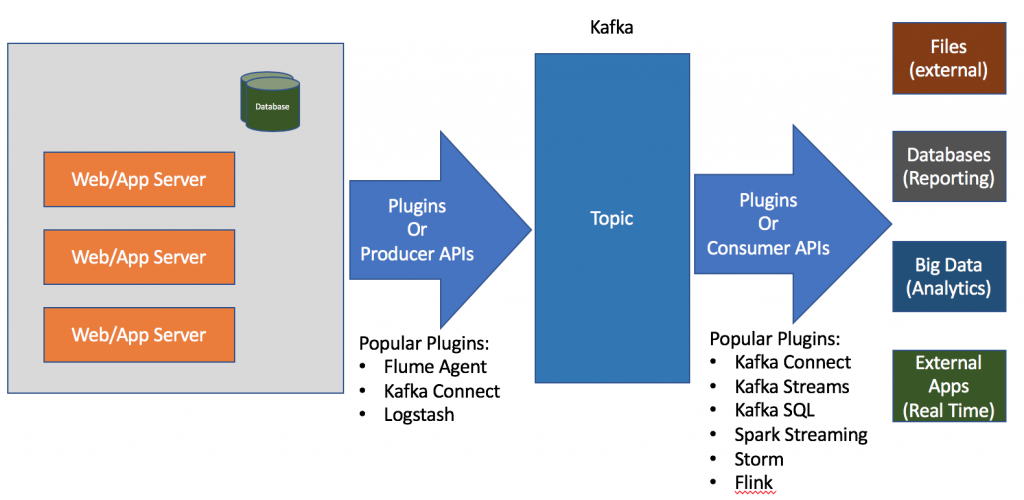 Database
Web/App Server
Web/App Server
Web/App Server
Plugins
Or
Producer APIs
Popular Plugins:
• Flume Agent
• Kafka Connect
• Logstash
Kafka
Topic
Plugins
Or
Consumer APIs
Popular Plugins:
• Kafka Connect
• Kafka Streams
• Kafka SQL
• Spark Streaming
• Storm
• Flink
Files
(external)
Databases
(Reporting)
Big Data
(Analytics)
External
Apps
(Real Time)